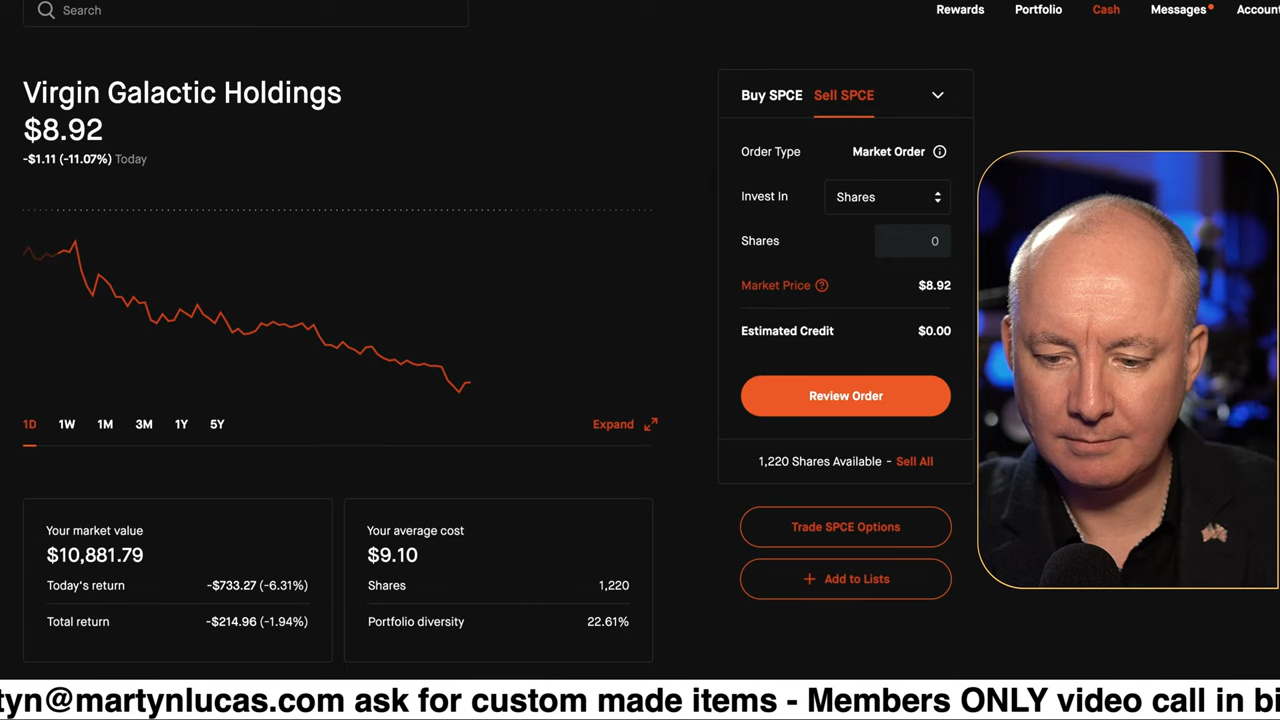 Search
Rewards Portfolio Cash Messages Account
Virgin Galactic Holdings
$8.92
-$1.11 (-11.07%) Today
1D 1W 1M 3M 1Y 5Y Expand
Your market value
$10,881.79
Today's return -$733.27 (-6.31%)
Total return -$214.96 (-1.94%)
Your average cost
$9.10
Shares 1,220
Portfolio diversity 22.61%
Buy SPCE Sell SPCE
Order Type Market Order
Invest In Shares
Shares 0
Market Price $8.92
Estimated Credit $0.00
Review Order
1,220 Shares Available - Sell All
Trade SPCE Options
+ Add to Lists
tyn@martynlucas.com ask for custom made items - Members ONLY video call in bi